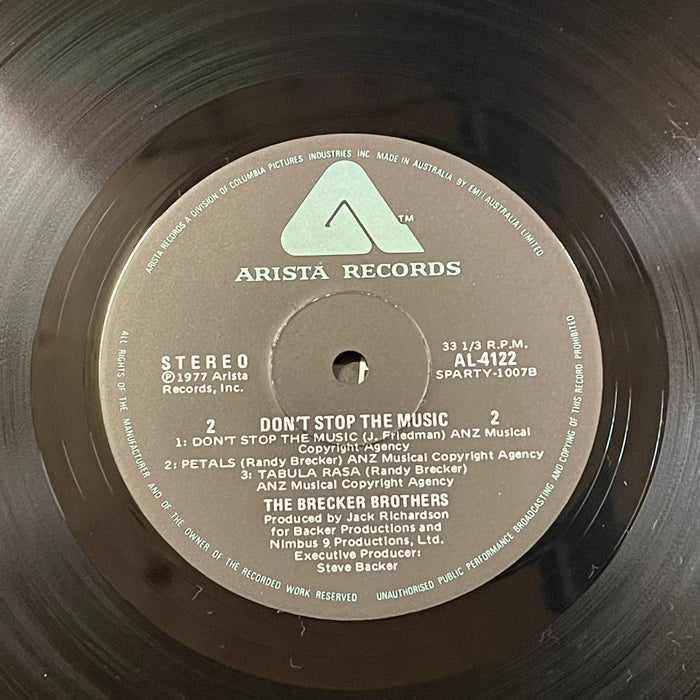 ARISTA RECORDS A DIVISION OF COLUMBIA PICTURES INDUSTRIES INC MADE IN AUSTRALIA BY EMI (AUSTRALIA) LIMITED
TM
ARISTA RECORDS
STEREO
℗1977 Arista
Records, Inc.
33 1/3 R.P.M.
AL-4122
SPARTY-1007B
2 DON'T STOP THE MUSIC 2
1: DON'T STOP THE MUSIC (J. Friedman) ANZ Musical
Copyright Agency
2: PETALS (Randy Brecker) ANZ Musical Copyright Agency
3: TABULA RASA (Randy Brecker)
ANZ Musical Copyright Agency
THE BRECKER BROTHERS
Produced by Jack Richardson
for Backer Productions and
Nimbus 9 Productions, Ltd.
Executive Producer:
Steve Backer
ALL RIGHTS OF THE MANUFACTURER AND OF THE OWNER OF THE RECORDED WORK RESERVED
UNAUTHORISED PUBLIC PERFORMANCE BROADCASTING AND COPYING OF THIS RECORD PROHIBITED